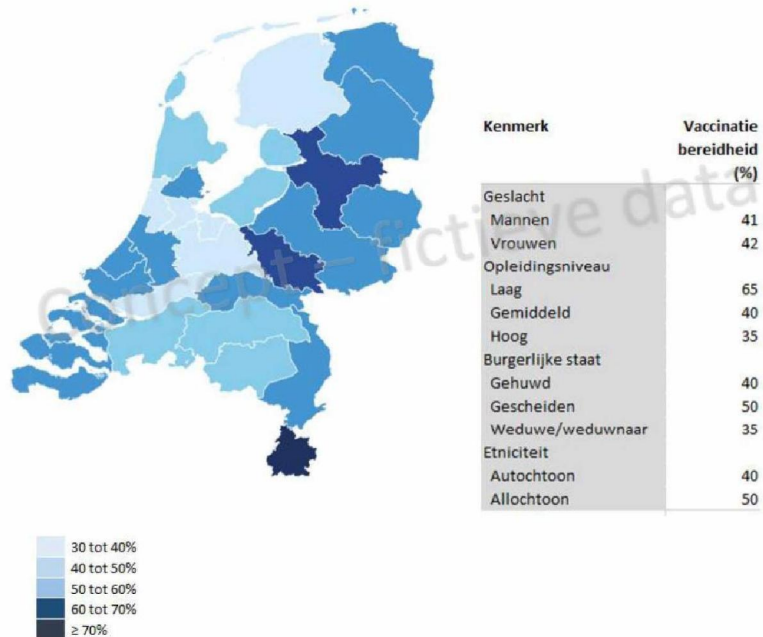 Kenmerk Vaccinatie
bereidheid
(%)
Geslacht
Mannen 41
Vrouwen 42
Opleidingsniveau
Laag 65
Gemiddeld 40
Hoog 35
Burgerlijke staat
Gehuwd 40
Gescheiden 50
Weduwe/weduwnaar 35
Etniciteit
Autochtoon 40
Allochtoon 50
Concept – fictieve data
30 tot 40%
40 tot 50%
50 tot 60%
60 tot 70%
≥ 70%